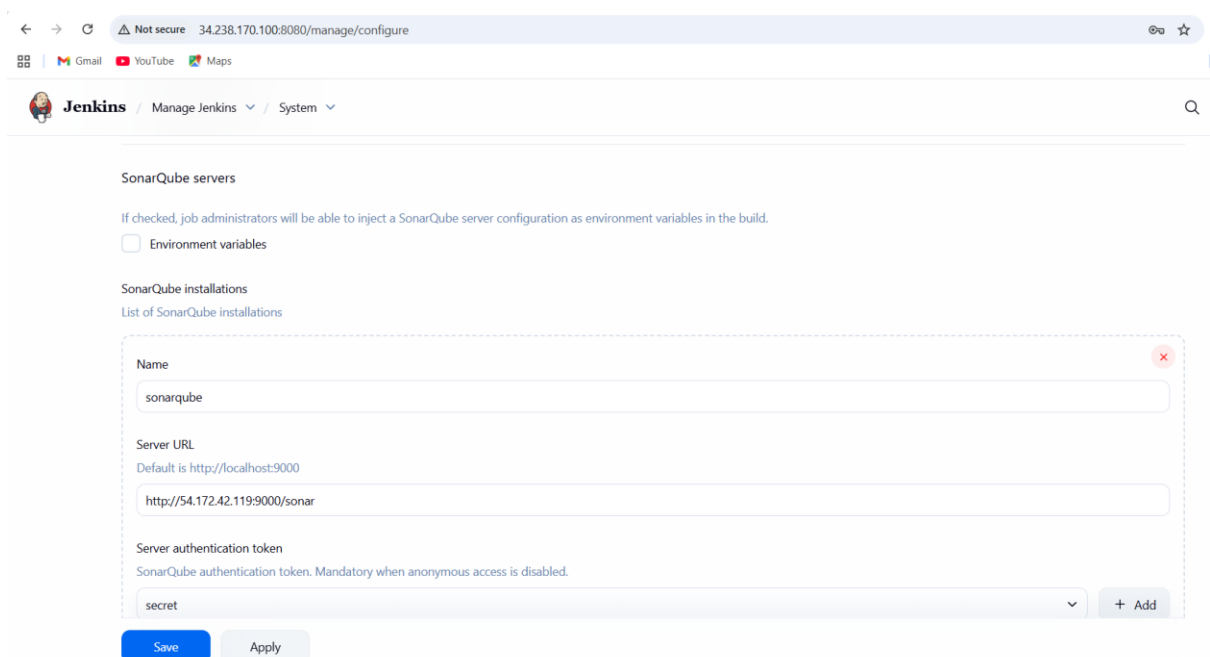 Not secure 34.238.170.100:8080/manage/configure
Gmail YouTube Maps
Jenkins / Manage Jenkins / System
SonarQube servers
If checked, job administrators will be able to inject a SonarQube server configuration as environment variables in the build.
Environment variables
SonarQube installations
List of SonarQube installations
Name
sonarqube
Server URL
Default is http://localhost:9000
http://54.172.42.119:9000/sonar
Server authentication token
SonarQube authentication token. Mandatory when anonymous access is disabled.
secret + Add
Save Apply